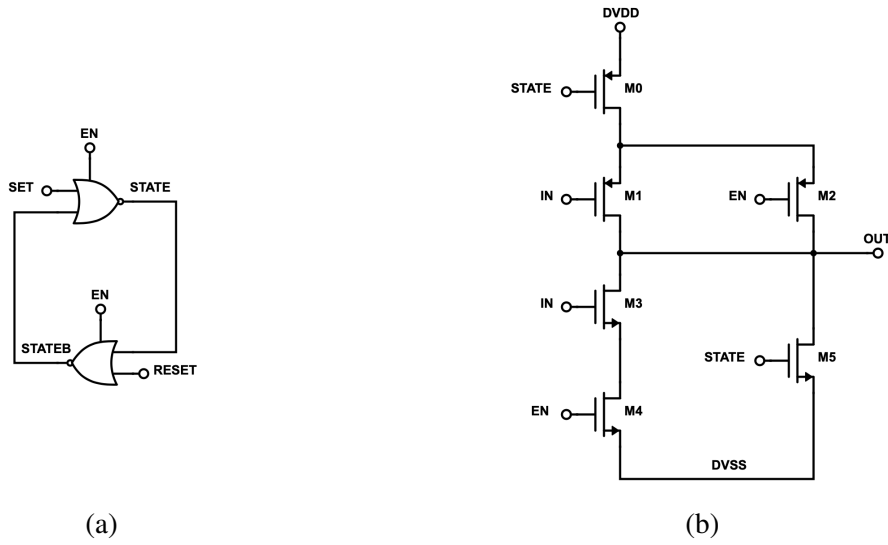 DVDD
STATE
M0
EN
SET
STATE
IN
M1
EN
M2
OUT
EN
IN
M3
STATEB
RESET
STATE
M5
EN
M4
DVSS
(a)
(b)